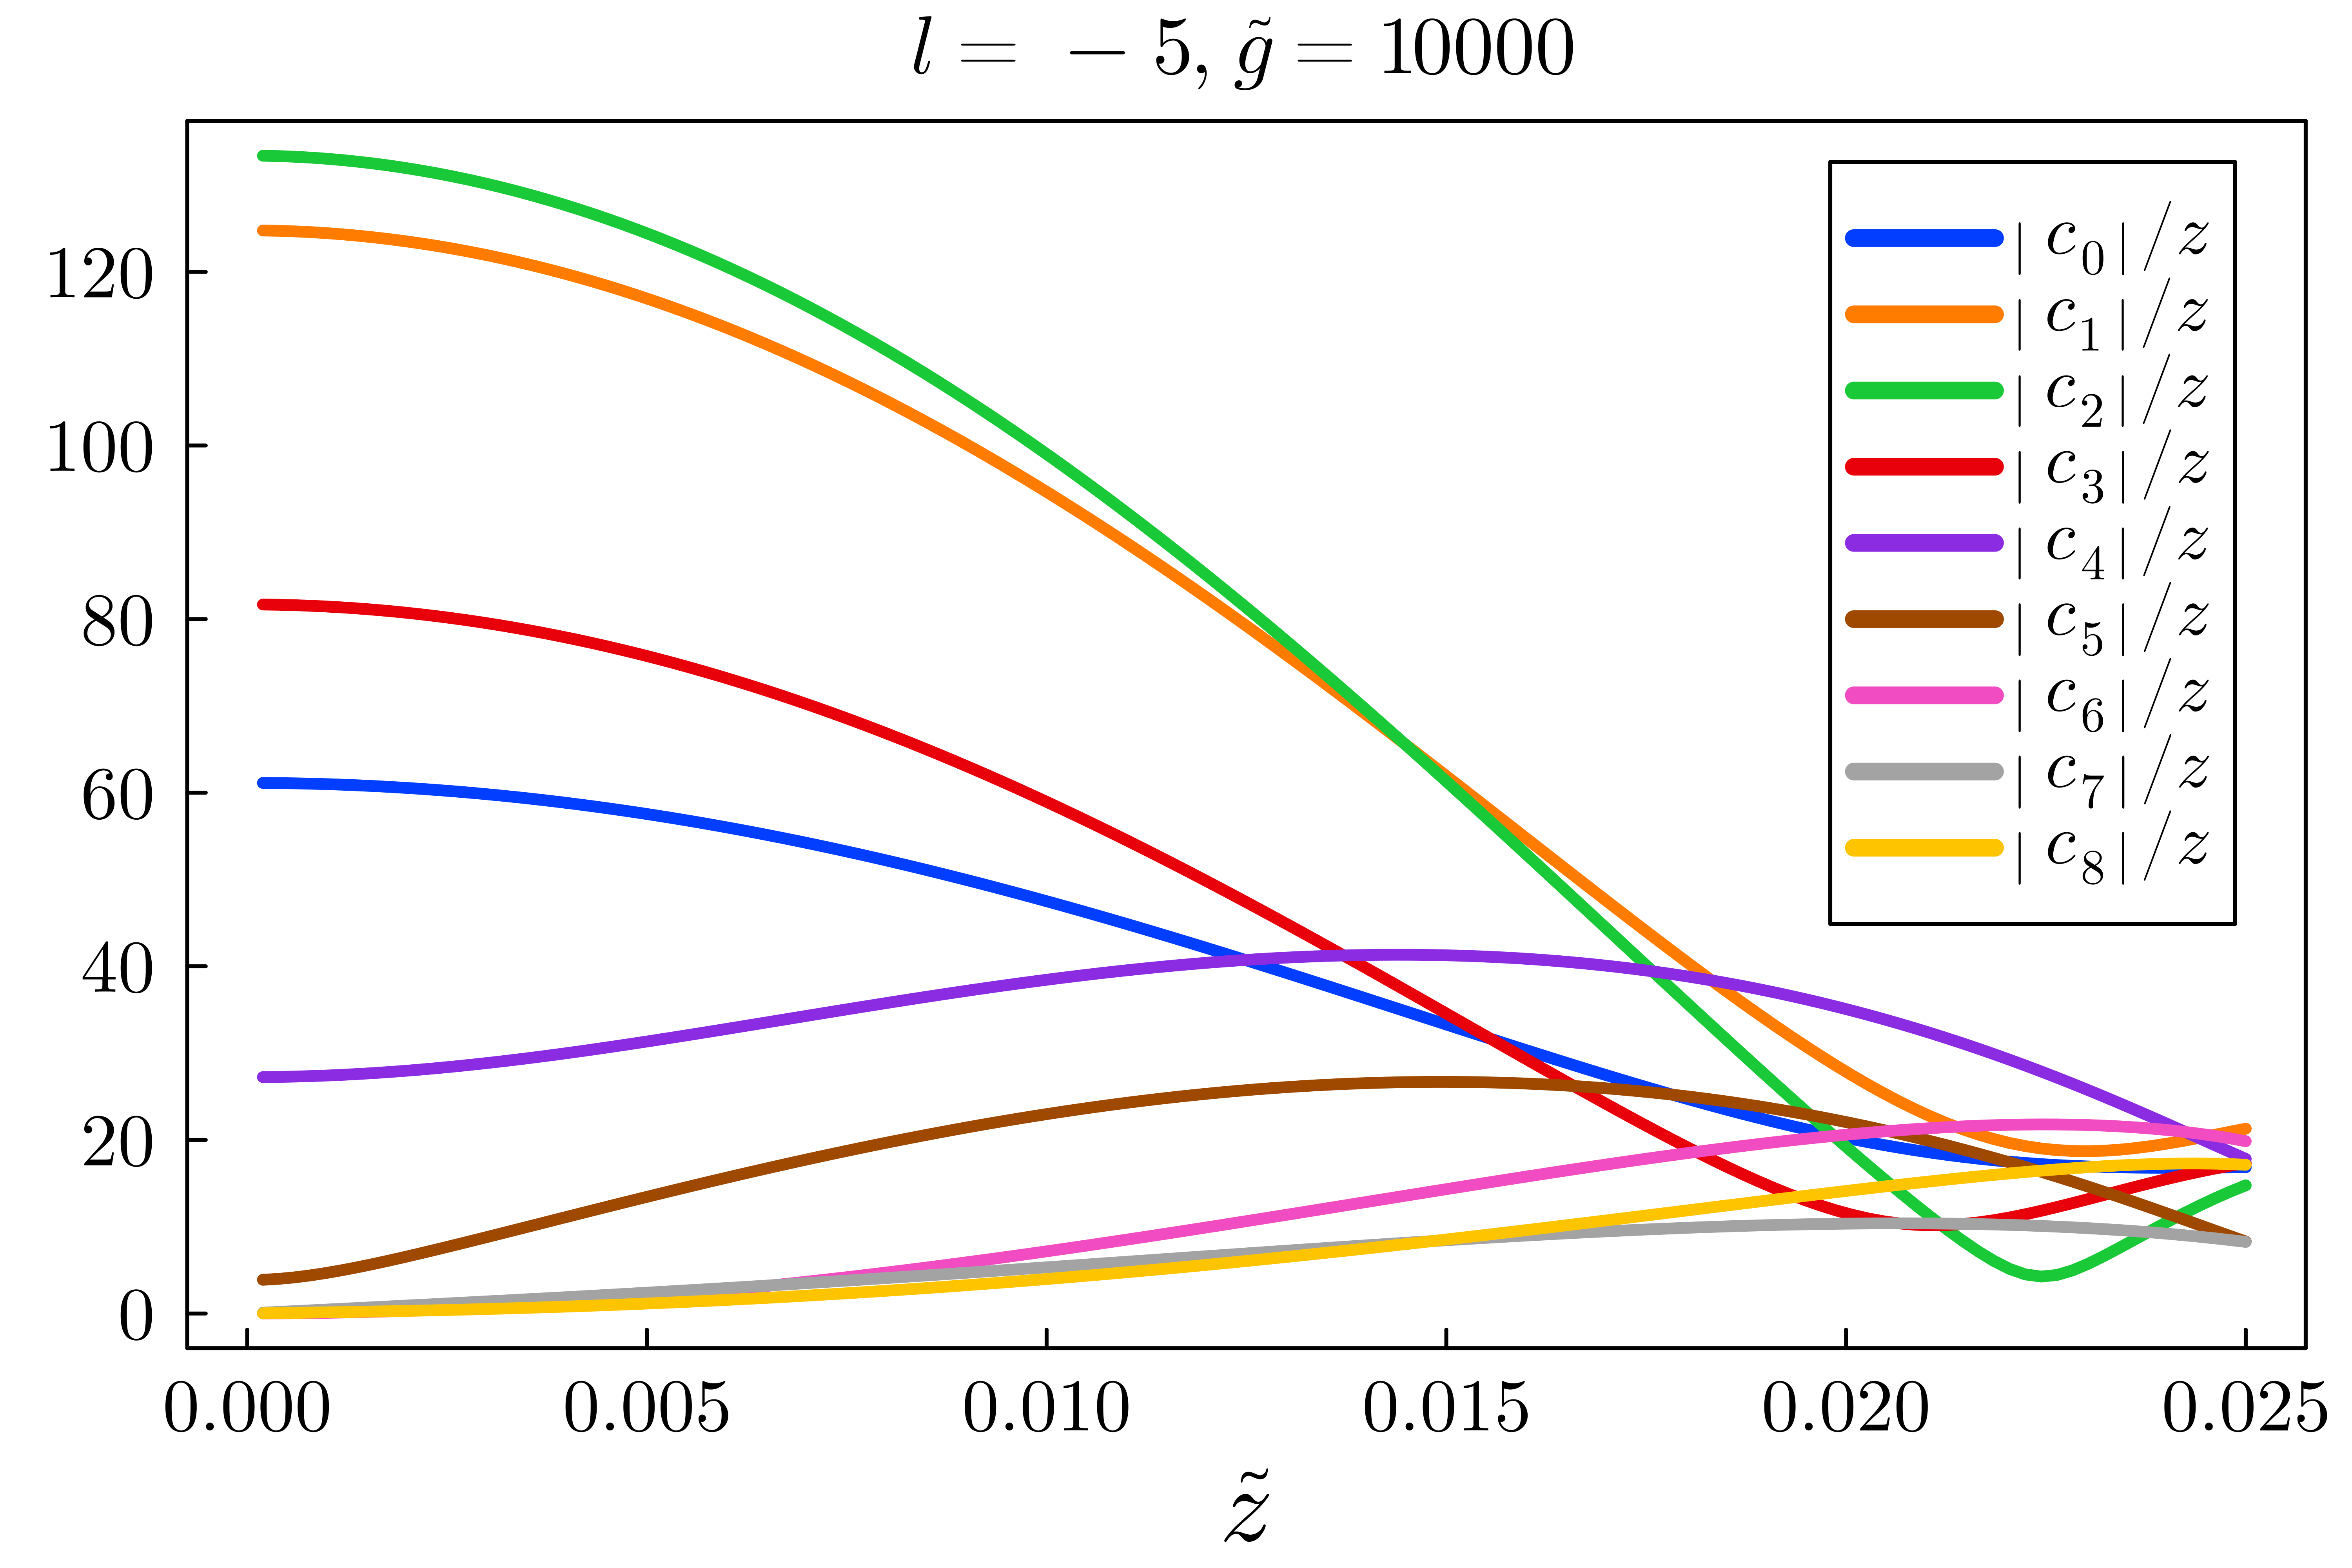 l = − 5, g̃ = 10000
120
100
80
60
40
20
0
| c₀ | / z
| c₁ | / z
| c₂ | / z
| c₃ | / z
| c₄ | / z
| c₅ | / z
| c₆ | / z
| c₇ | / z
| c₈ | / z
0.000 0.005 0.010 0.015 0.020 0.025
z̃